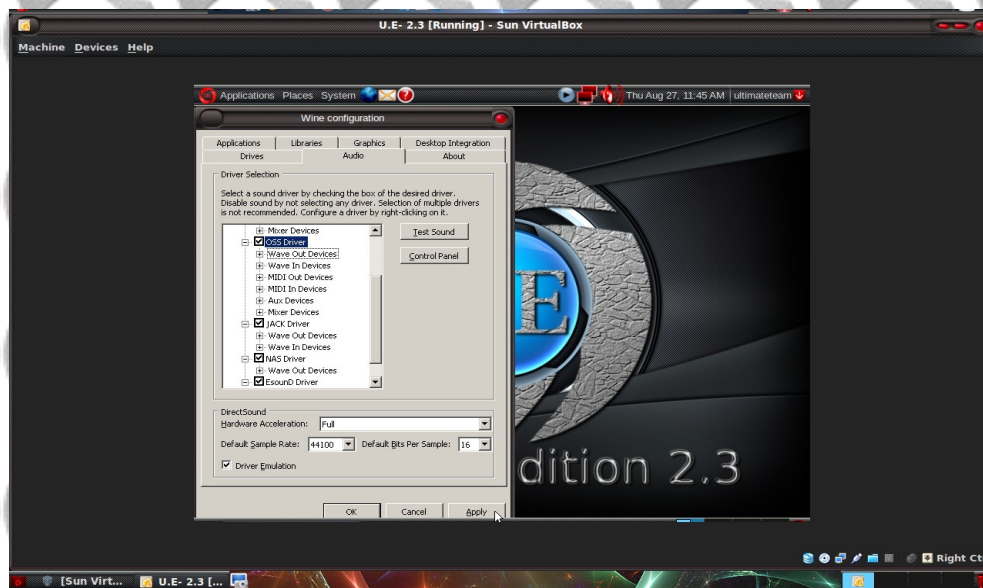 U.E- 2.3 [Running] - Sun VirtualBox
Machine Devices Help
Applications Places System
Thu Aug 27, 11:45 AM ultimateteam
Wine configuration
Applications Libraries Graphics Desktop Integration
Drives Audio About
Driver Selection
Select a sound driver by checking the box of the desired driver.
Disable sound by not selecting any driver. Selection of multiple drivers
is not recommended. Configure a driver by right-clicking on it.
Mixer Devices
OSS Driver
Wave Out Devices
Wave In Devices
MIDI Out Devices
MIDI In Devices
Aux Devices
Mixer Devices
JACK Driver
Wave Out Devices
Wave In Devices
NAS Driver
Wave Out Devices
EsounD Driver
Test Sound
Control Panel
DirectSound
Hardware Acceleration: Full
Default Sample Rate: 44100 Default Bits Per Sample: 16
Driver Emulation
OK Cancel Apply
E
dition 2.3
Right Ct
[Sun Virt... U.E- 2.3 [...